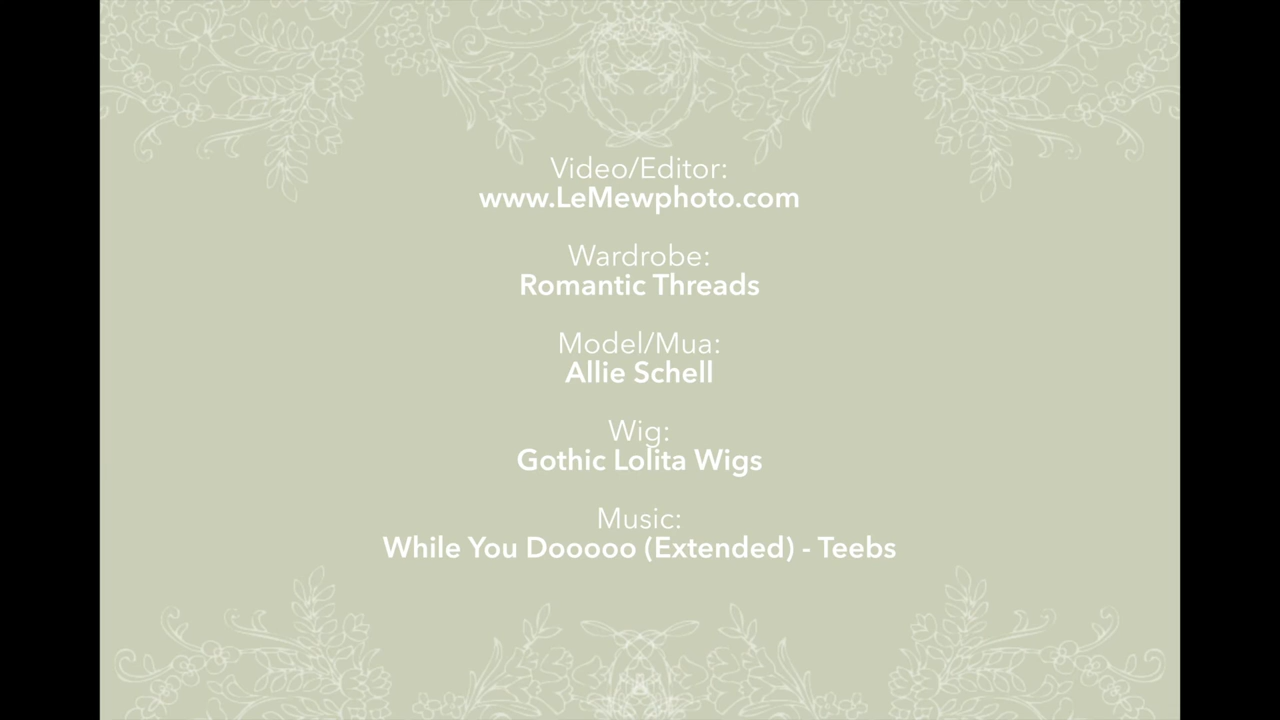 Video/Editor:
www.LeMewphoto.com
Wardrobe:
Romantic Threads
Model/Mua:
Allie Schell
Wig:
Gothic Lolita Wigs
Music:
While You Dooooo (Extended) - Teebs